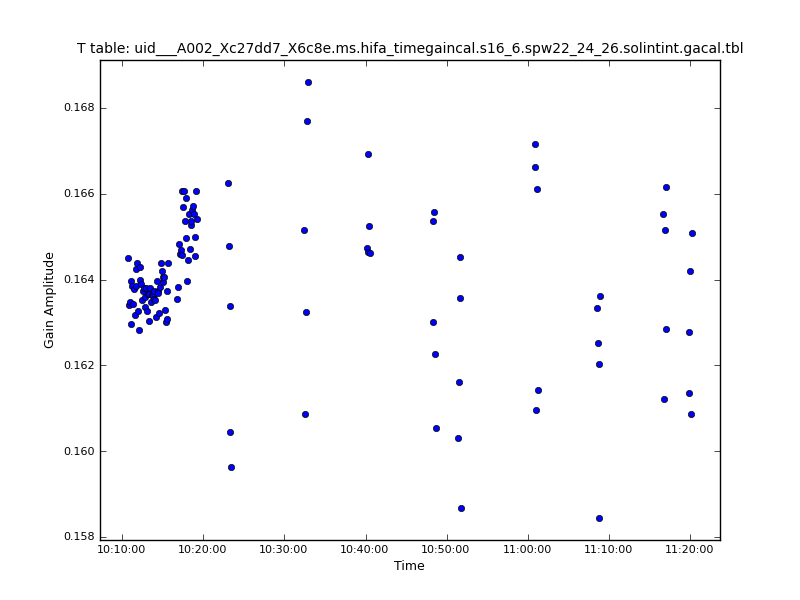 T table: uid___A002_Xc27dd7_X6c8e.ms.hifa_timegaincal.s16_6.spw22_24_26.solintint.gacal.tbl
Gain Amplitude
0.168
0.166
0.164
0.162
0.160
0.158
10:10:00 10:20:00 10:30:00 10:40:00 10:50:00 11:00:00 11:10:00 11:20:00
Time